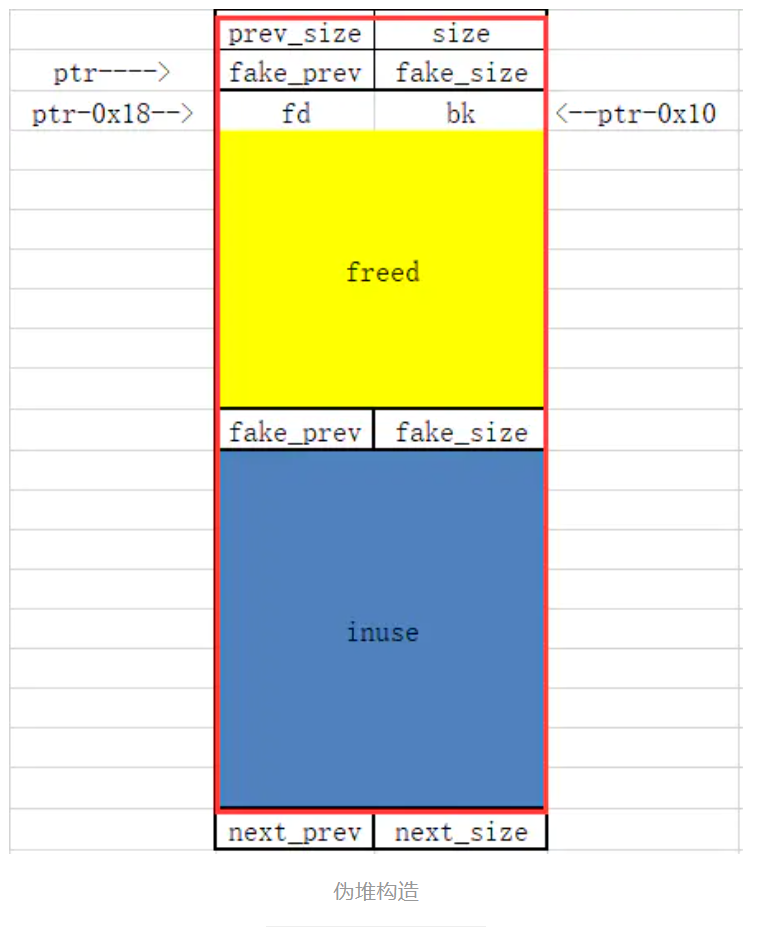 prev_size size
ptr----> fake_prev fake_size
ptr-0x18--> fd bk <--ptr-0x10
freed
fake_prev fake_size
inuse
next_prev next_size
伪堆构造